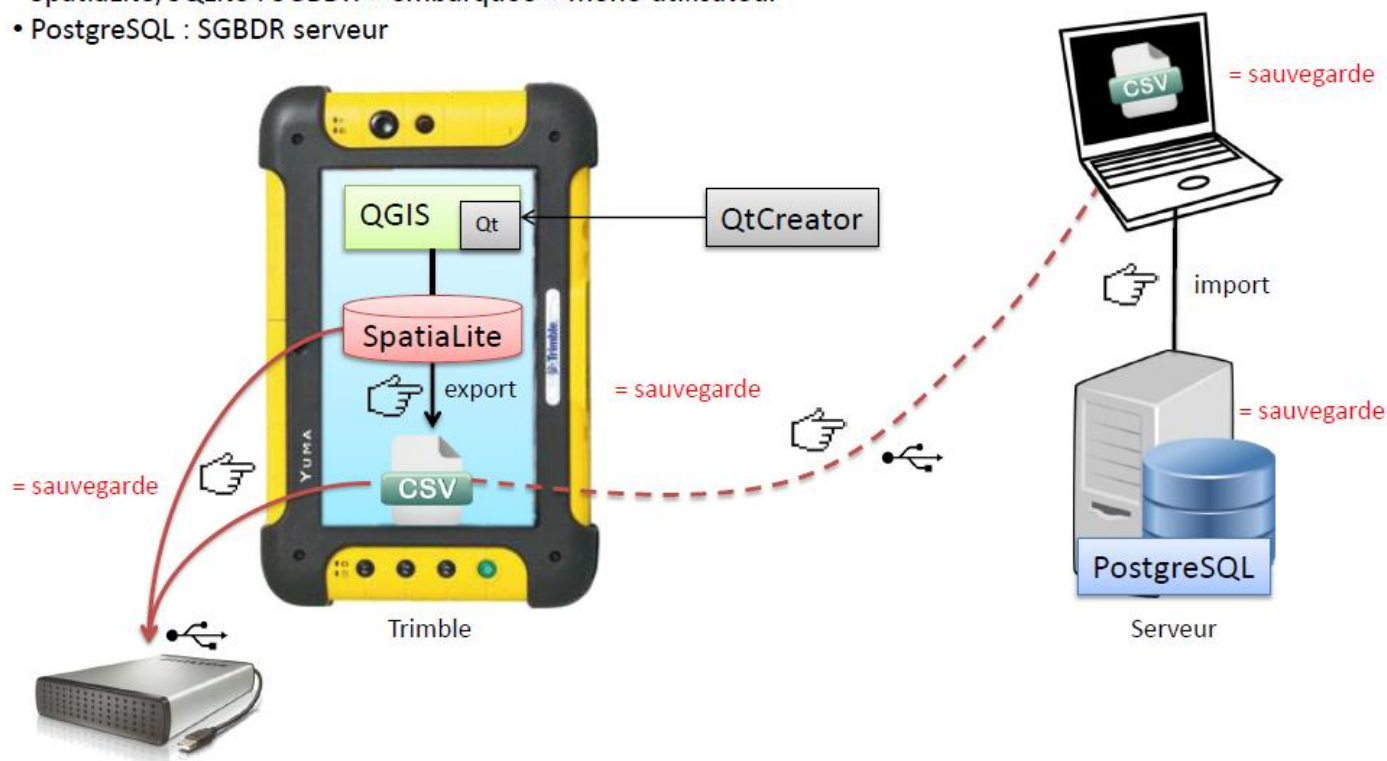 • PostgreSQL : SGBDR serveur
CSV
= sauvegarde
QGIS
Qt
QtCreator
import
SpatiaLite
Trimble
export
= sauvegarde
= sauvegarde
YUMA
= sauvegarde
CSV
PostgreSQL
Trimble
Serveur